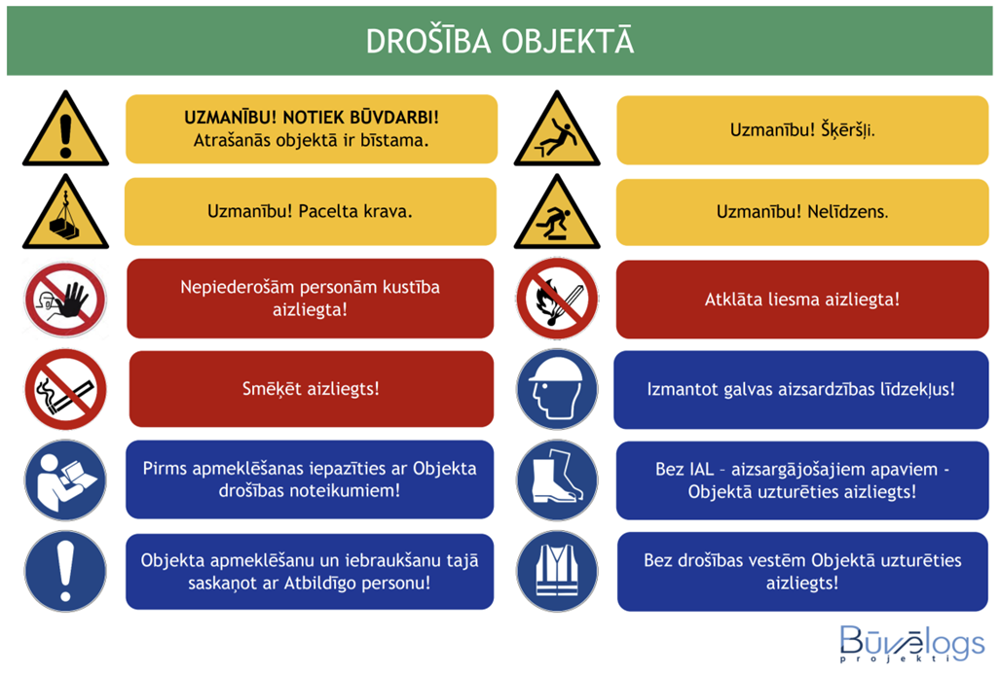 DROŠĪBA OBJEKTĀ
UZMANĪBU! NOTIEK BŪVDARBI!
Atrašanās objektā ir bīstama.
Uzmanību! Šķēršļi.
Uzmanību! Pacelta krava.
Uzmanību! Nelīdzens.
Nepiederošām personām kustība
aizliegta!
Atklāta liesma aizliegta!
Smēķēt aizliegts!
Izmantot galvas aizsardzības līdzekļus!
Pirms apmeklēšanas iepazīties ar Objekta
drošības noteikumiem!
Bez IAL – aizsargājošajiem apaviem -
Objektā uzturēties aizliegts!
Objekta apmeklēšanu un iebraukšanu tajā
saskaņot ar Atbildīgo personu!
Bez drošības vestēm Objektā uzturēties
aizliegts!
Būvēlogs
projekti